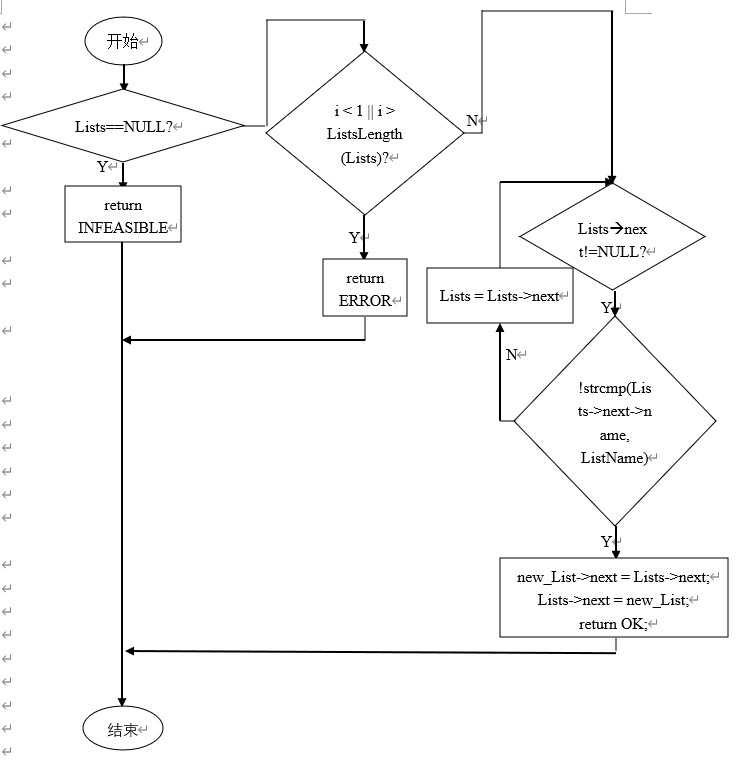 开始
Lists==NULL?
Y
return
INFEASIBLE
i < 1 || i >
ListsLength
(Lists)?
N
Y
return
ERROR
Lists→nex
t!=NULL?
Y
Lists = Lists->next
N
!strcmp(Lis
ts->next->n
ame,
ListName)
Y
new_List->next = Lists->next;
Lists->next = new_List;
return OK;
结束